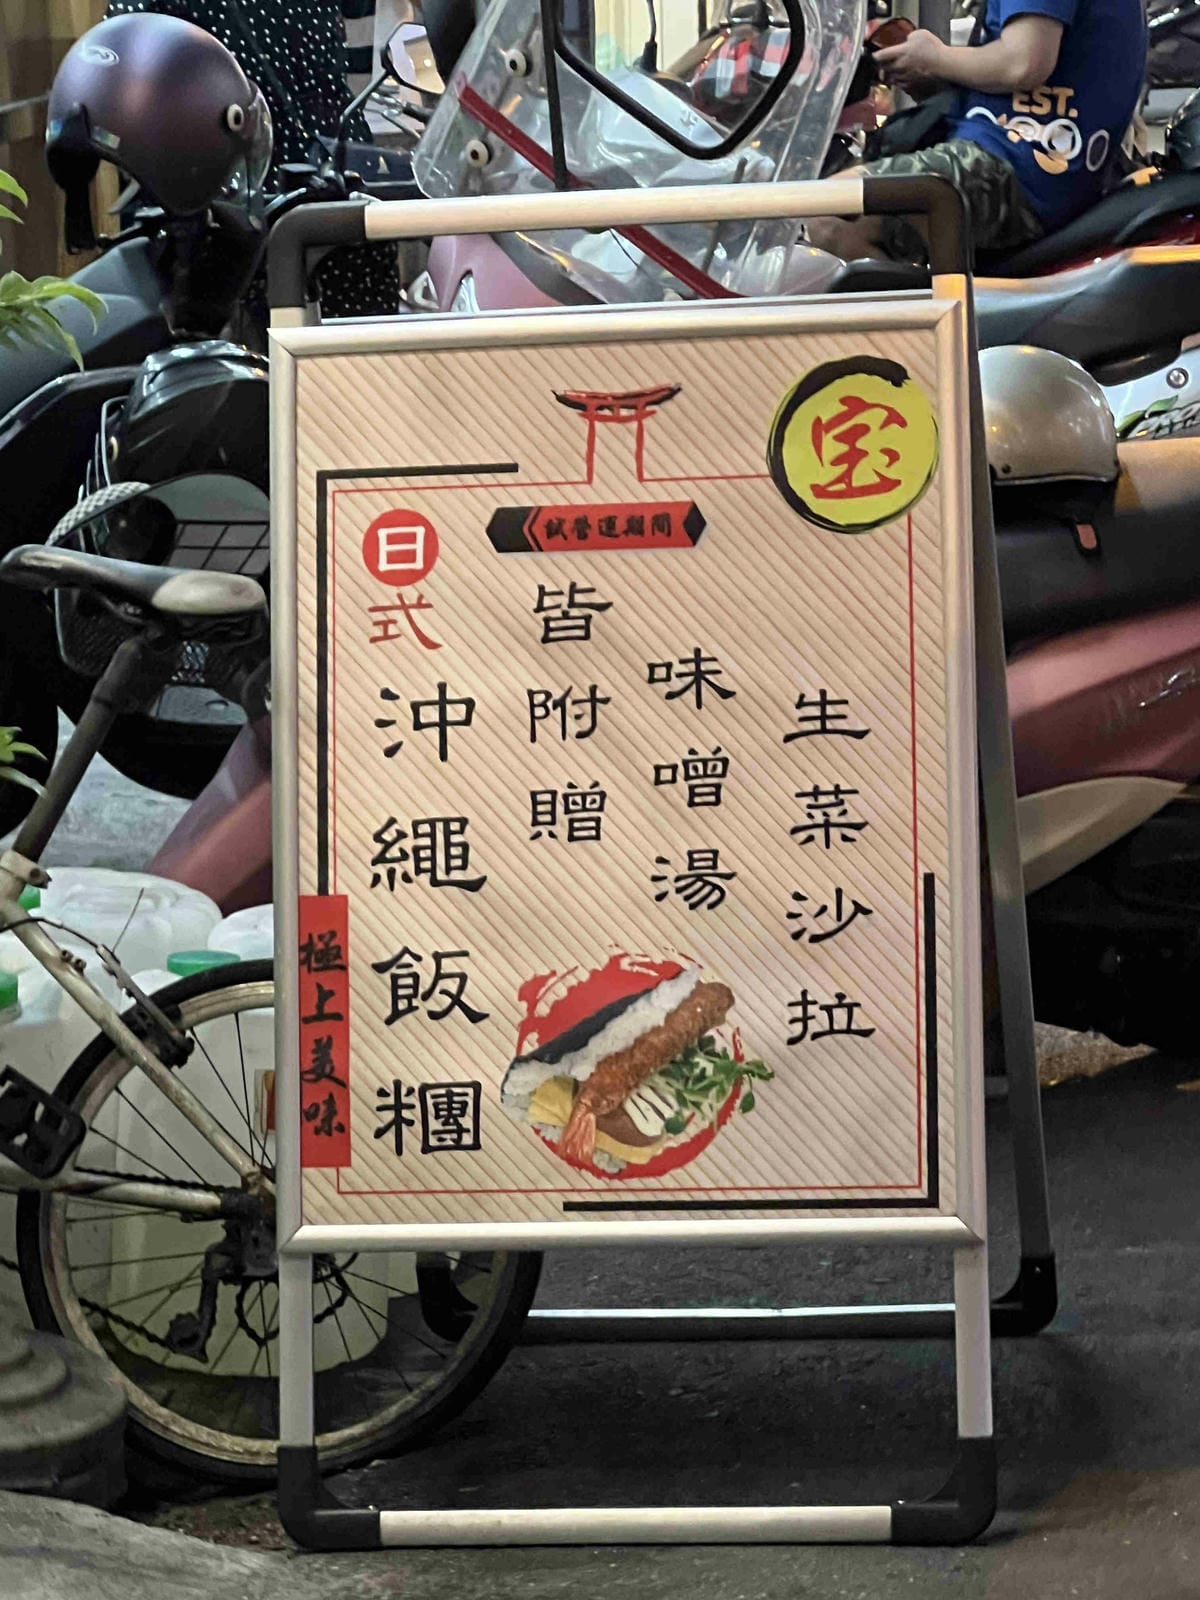 宝
試營運期間
日式
沖繩飯糰
皆附贈
味噌湯
生菜沙拉
極上美味
EST.